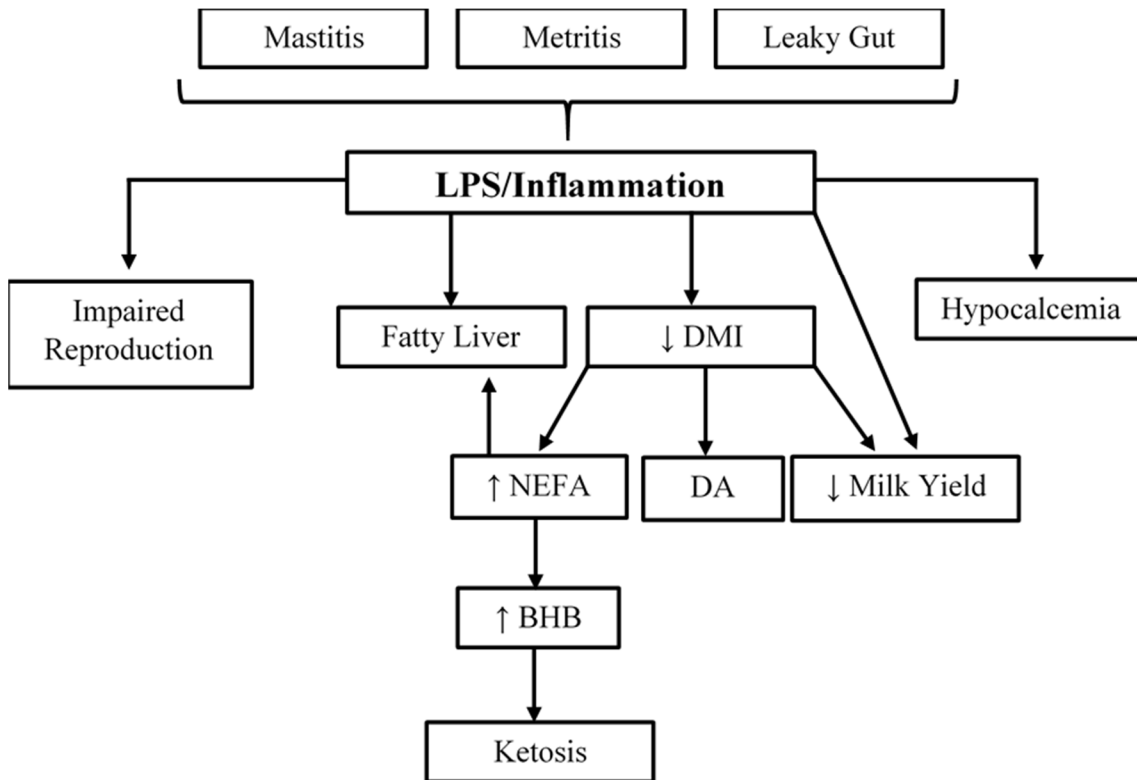 Mastitis
Metritis
Leaky Gut
LPS/Inflammation
Impaired
Reproduction
Fatty Liver
↓ DMI
Hypocalcemia
↑ NEFA
DA
↓ Milk Yield
↑ BHB
Ketosis